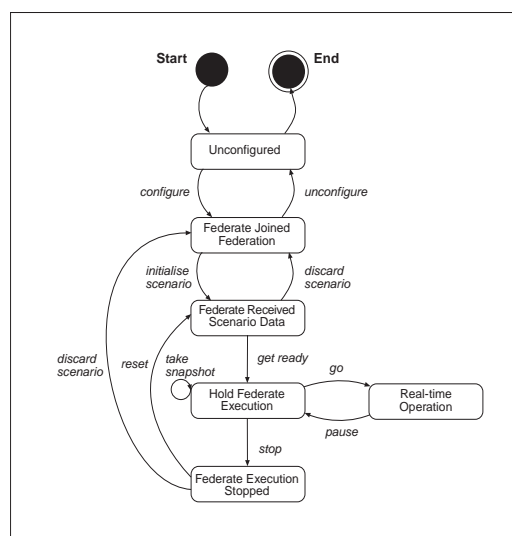 Start
End
Unconfigured
configure
unconfigure
Federate Joined
Federation
initialise
scenario
discard
scenario
Federate Received
Scenario Data
discard
scenario
reset
take
snapshot
get ready
go
Hold Federate
Execution
Real-time
Operation
pause
stop
Federate Execution
Stopped